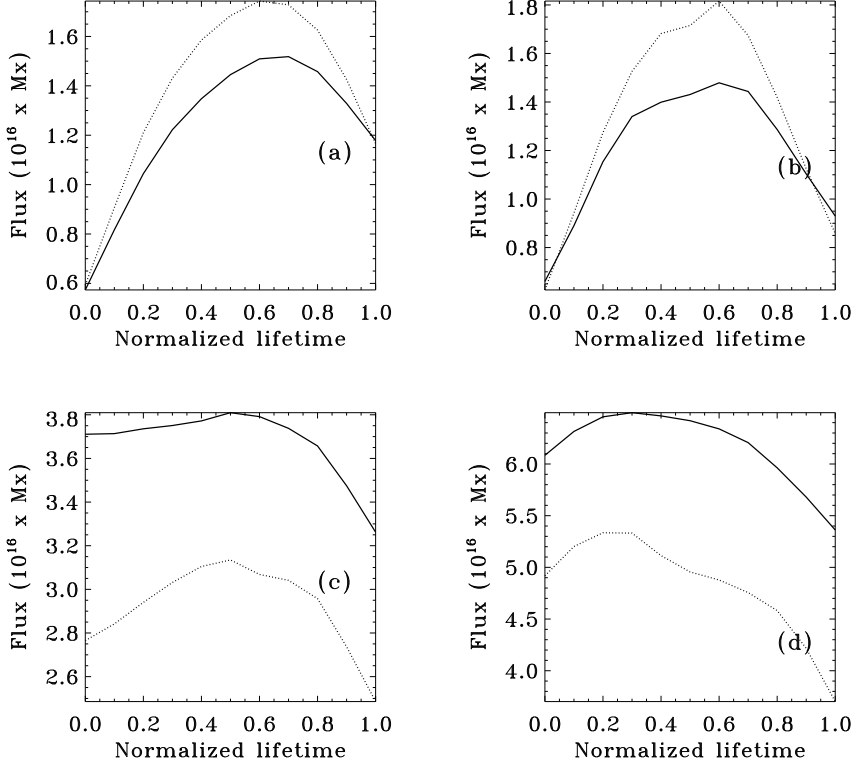 1.6
1.4
1.2
1.0
0.8
0.6
Flux (10^16 x Mx)
(a)
0.0 0.2 0.4 0.6 0.8 1.0
Normalized lifetime
1.8
1.6
1.4
1.2
1.0
0.8
Flux (10^16 x Mx)
(b)
0.0 0.2 0.4 0.6 0.8 1.0
Normalized lifetime
3.8
3.6
3.4
3.2
3.0
2.8
2.6
Flux (10^16 x Mx)
(c)
0.0 0.2 0.4 0.6 0.8 1.0
Normalized lifetime
6.0
5.5
5.0
4.5
4.0
Flux (10^16 x Mx)
(d)
0.0 0.2 0.4 0.6 0.8 1.0
Normalized lifetime